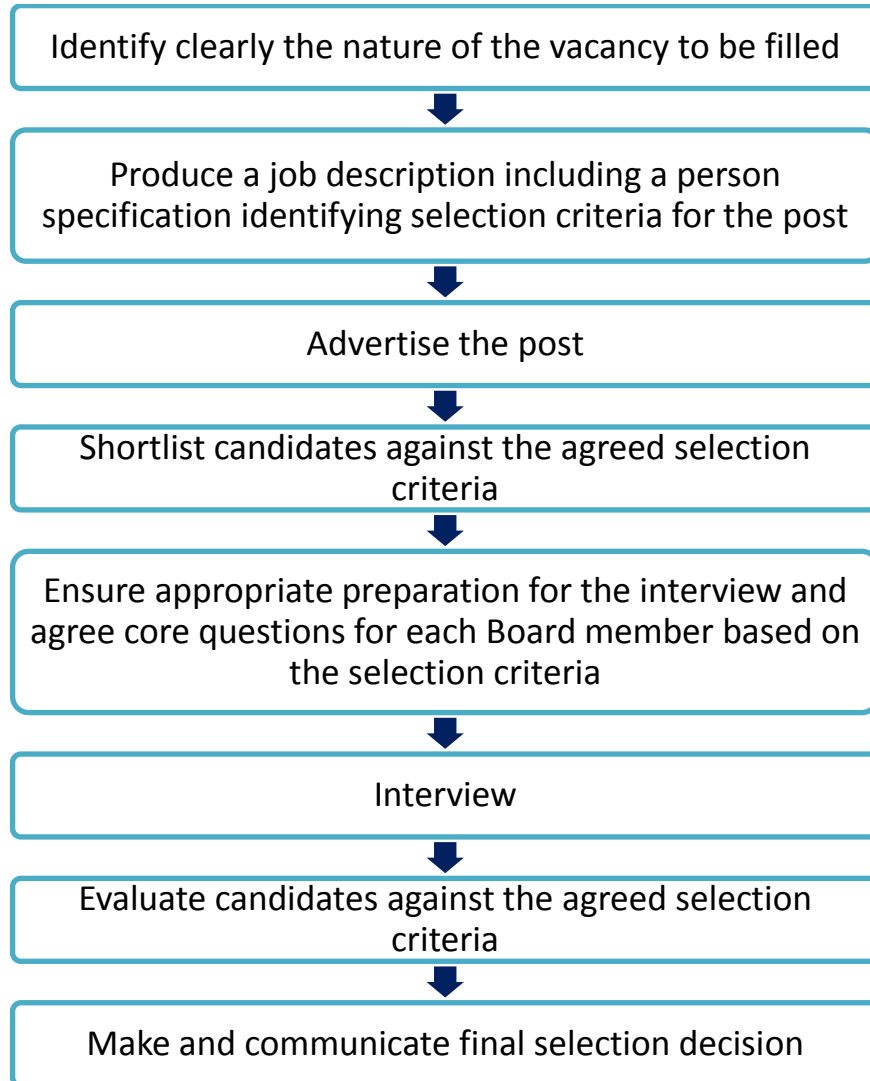 Identify clearly the nature of the vacancy to be filled
Produce a job description including a person
specification identifying selection criteria for the post
Advertise the post
Shortlist candidates against the agreed selection
criteria
Ensure appropriate preparation for the interview and
agree core questions for each Board member based on
the selection criteria
Interview
Evaluate candidates against the agreed selection
criteria
Make and communicate final selection decision